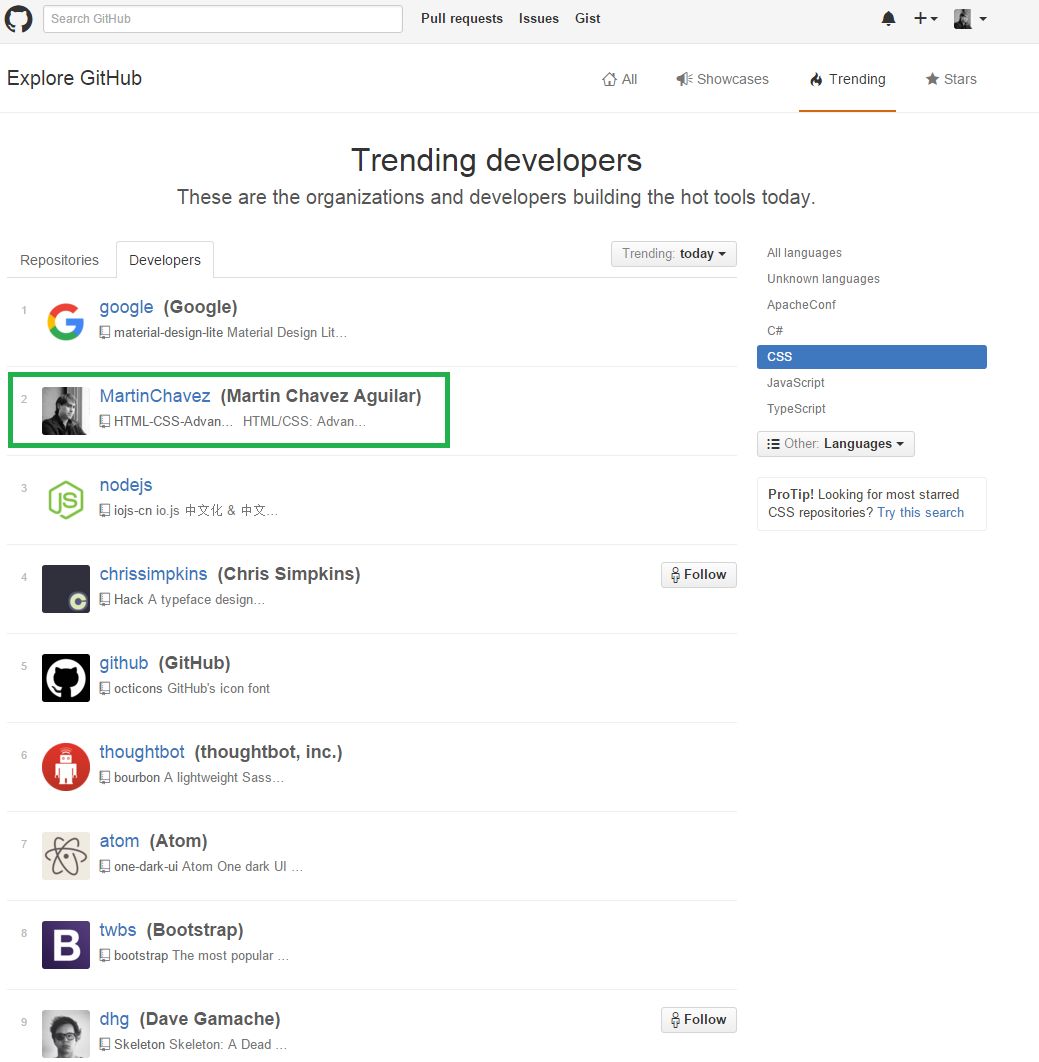 Search GitHub
Pull requests Issues Gist
Explore GitHub
All Showcases Trending Stars
Trending developers
These are the organizations and developers building the hot tools today.
Repositories Developers
Trending: today
1 google (Google)
material-design-lite Material Design Lit…
2 MartinChavez (Martin Chavez Aguilar)
HTML-CSS-Advan… HTML/CSS: Advan…
3 nodejs
JS
iojs-cn io.js 中文化 & 中文…
4 chrissimpkins (Chris Simpkins)
Follow
Hack A typeface design…
5 github (GitHub)
octicons GitHub's icon font
6 thoughtbot (thoughtbot, inc.)
bourbon A lightweight Sass…
7 atom (Atom)
one-dark-ui Atom One dark UI …
8 twbs (Bootstrap)
B
bootstrap The most popular …
9 dhg (Dave Gamache)
Follow
Skeleton Skeleton: A Dead …
All languages
Unknown languages
ApacheConf
C#
CSS
JavaScript
TypeScript
Other: Languages
ProTip! Looking for most starred
CSS repositories? Try this search